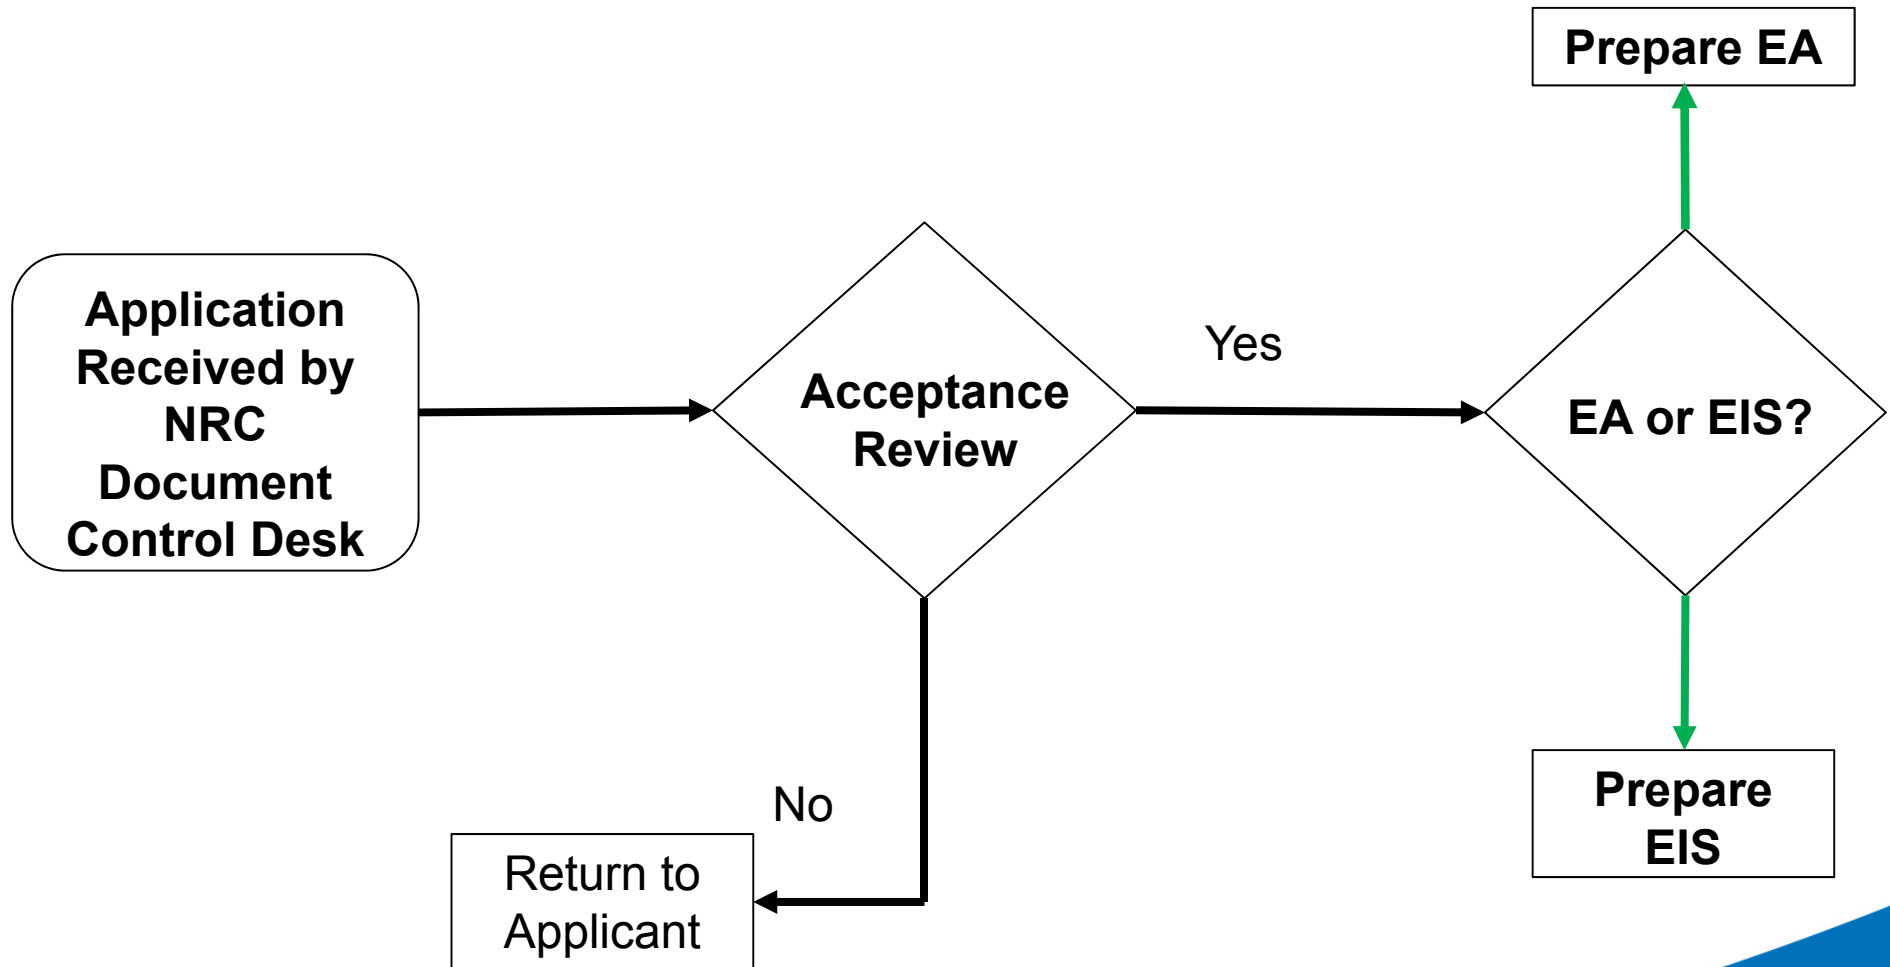 Prepare EA
Application
Received by
NRC
Document
Control Desk
Acceptance
Review
Yes
EA or EIS?
No
Return to
Applicant
Prepare
EIS